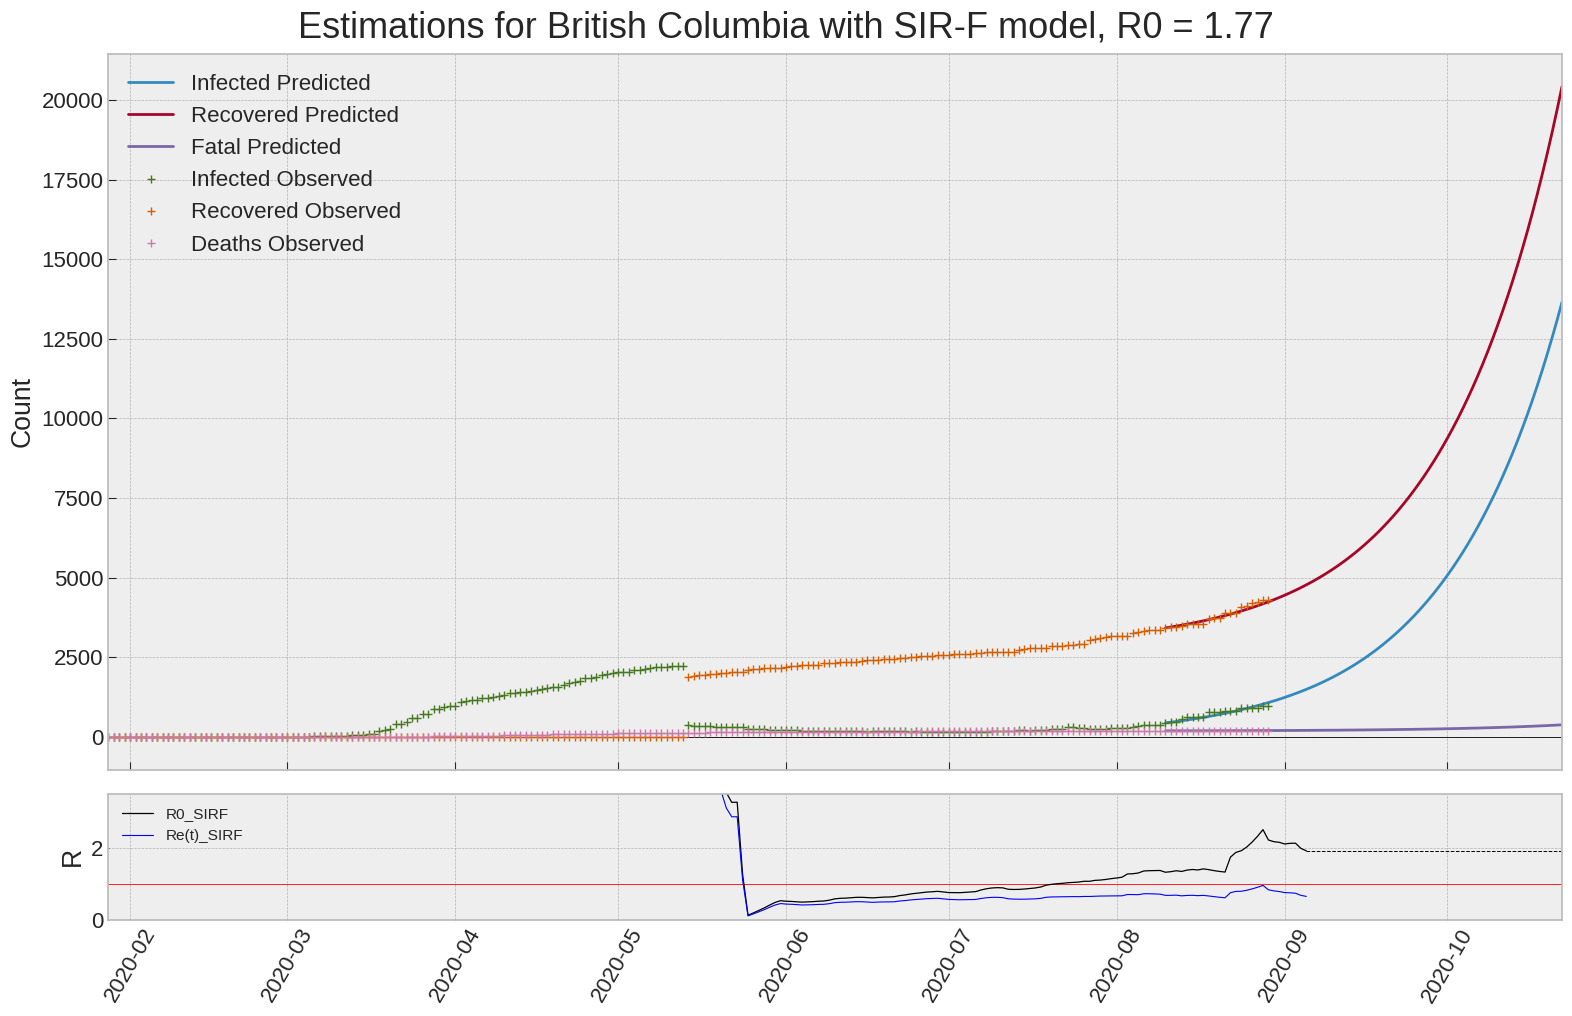 Estimations for British Columbia with SIR-F model, R0 = 1.77
Infected Predicted
Recovered Predicted
Fatal Predicted
Infected Observed
Recovered Observed
Deaths Observed
Count
20000
17500
15000
12500
10000
7500
5000
2500
0
R0_SIRF
Re(t)_SIRF
R
2
0
2020-02
2020-03
2020-04
2020-05
2020-06
2020-07
2020-08
2020-09
2020-10